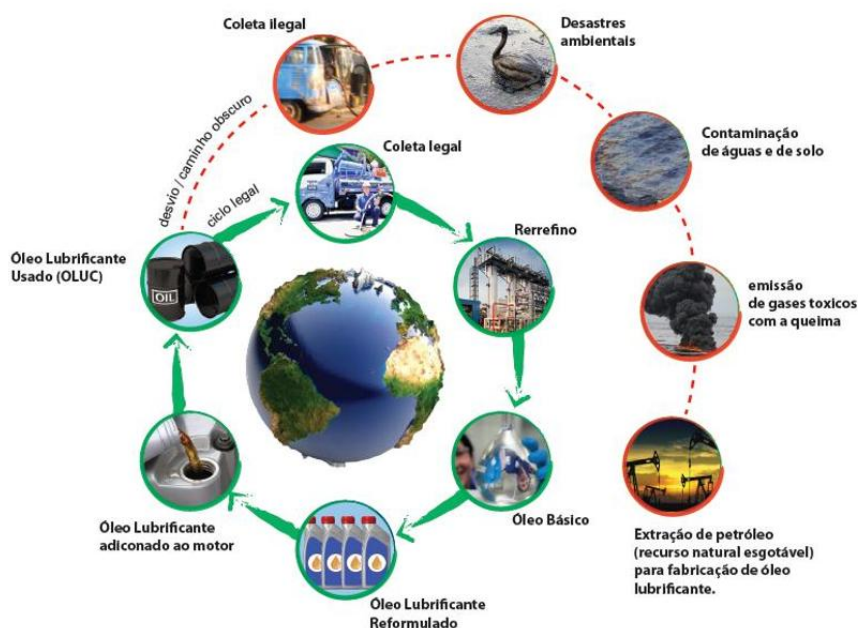 Coleta ilegal
Desastres
ambientais
desvio / caminho obscuro
ciclo legal
Coleta legal
Contaminação
de águas e de solo
Óleo Lubrificante
Usado (OLUC)
OIL
Rerrefino
emissão
de gases toxicos
com a queima
Óleo Lubrificante
adiconado ao motor
Óleo Básico
Óleo Lubrificante
Reformulado
Extração de petróleo
(recurso natural esgotável)
para fabricação de óleo
lubrificante.